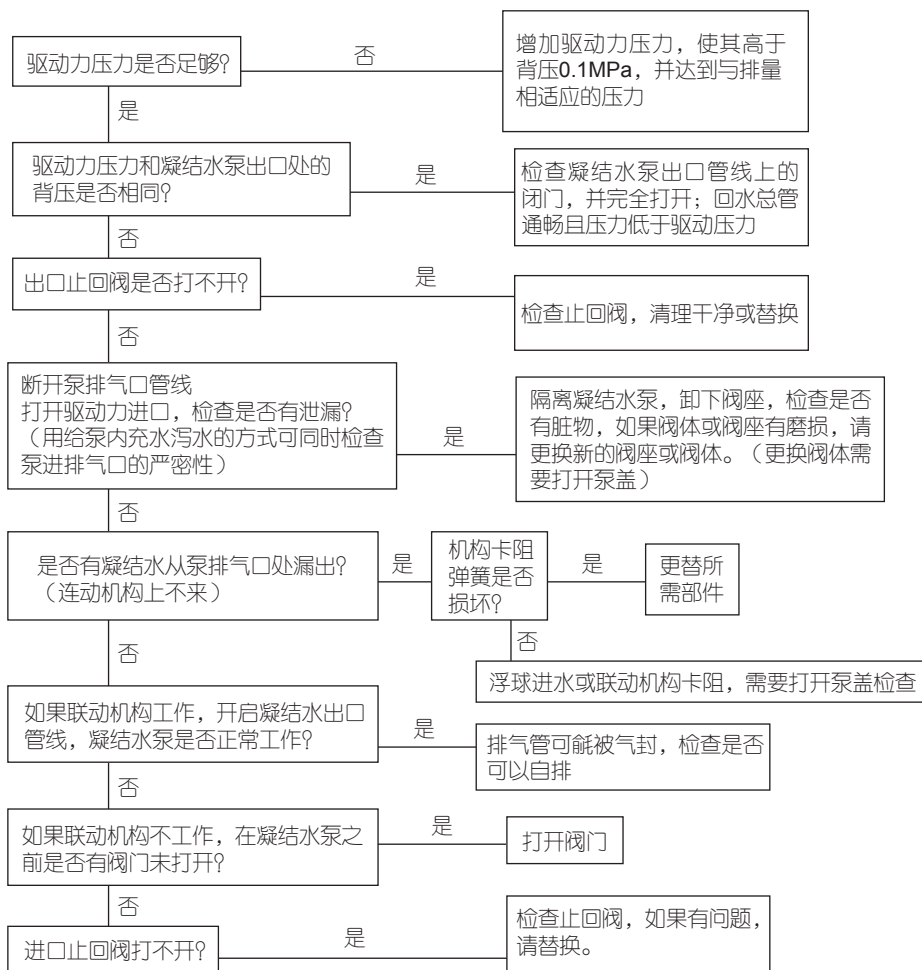 驱动力压力是否足够?
否
增加驱动力压力，使其高于
背压0.1MPa，并达到与排量
相适应的压力
是
驱动力压力和凝结水泵出口处的
背压是否相同?
是
检查凝结水泵出口管线上的
闭门，并完全打开；回水总管
通畅且压力低于驱动压力
否
出口止回阀是否打不开?
是
检查止回阀，清理干净或替换
否
断开泵排气口管线
打开驱动力进口，检查是否有泄漏?
（用给泵内充水泻水的方式可同时检查
泵进排气口的严密性）
是
隔离凝结水泵，卸下阀座，检查是否
有脏物，如果阀体或阀座有磨损，请
更换新的阀座或阀体。（更换阀体需
要打开泵盖）
否
是否有凝结水从泵排气口处漏出?
（连动机构上不来）
是
机构卡阻
弹簧是否
损坏?
是
更替所
需部件
否
浮球进水或联动机构卡阻，需要打开泵盖检查
否
如果联动机构工作，开启凝结水出口
管线，凝结水泵是否正常工作?
是
排气管可能被气封，检查是否
可以自排
否
如果联动机构不工作，在凝结水泵之
前是否有阀门未打开?
是
打开阀门
否
进口止回阀打不开?
是
检查止回阀，如果有问题，
请替换。